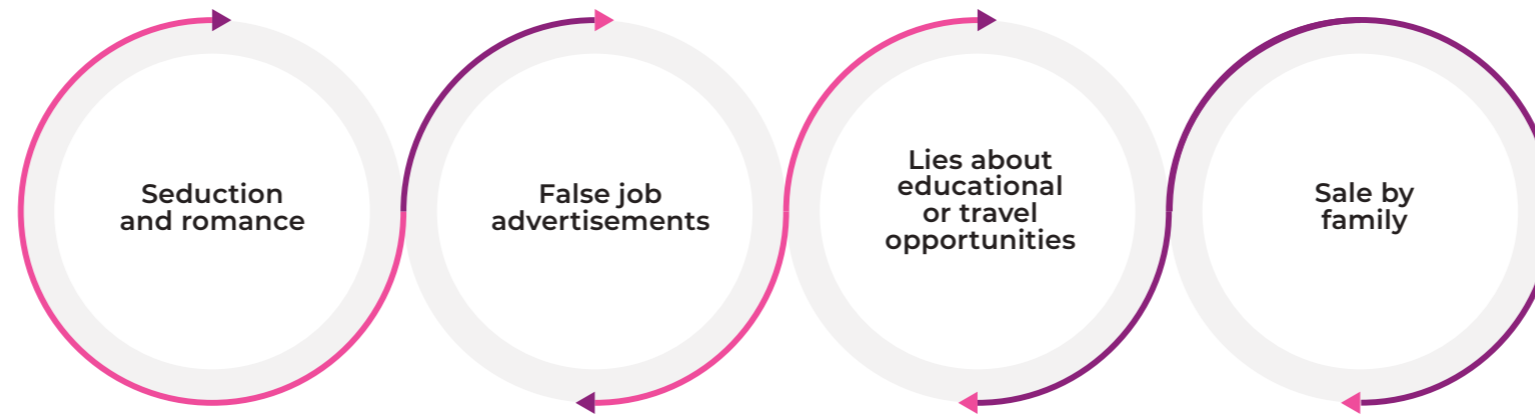 Seduction
and romance
False job
advertisements
Lies about
educational
or travel
opportunities
Sale by
family